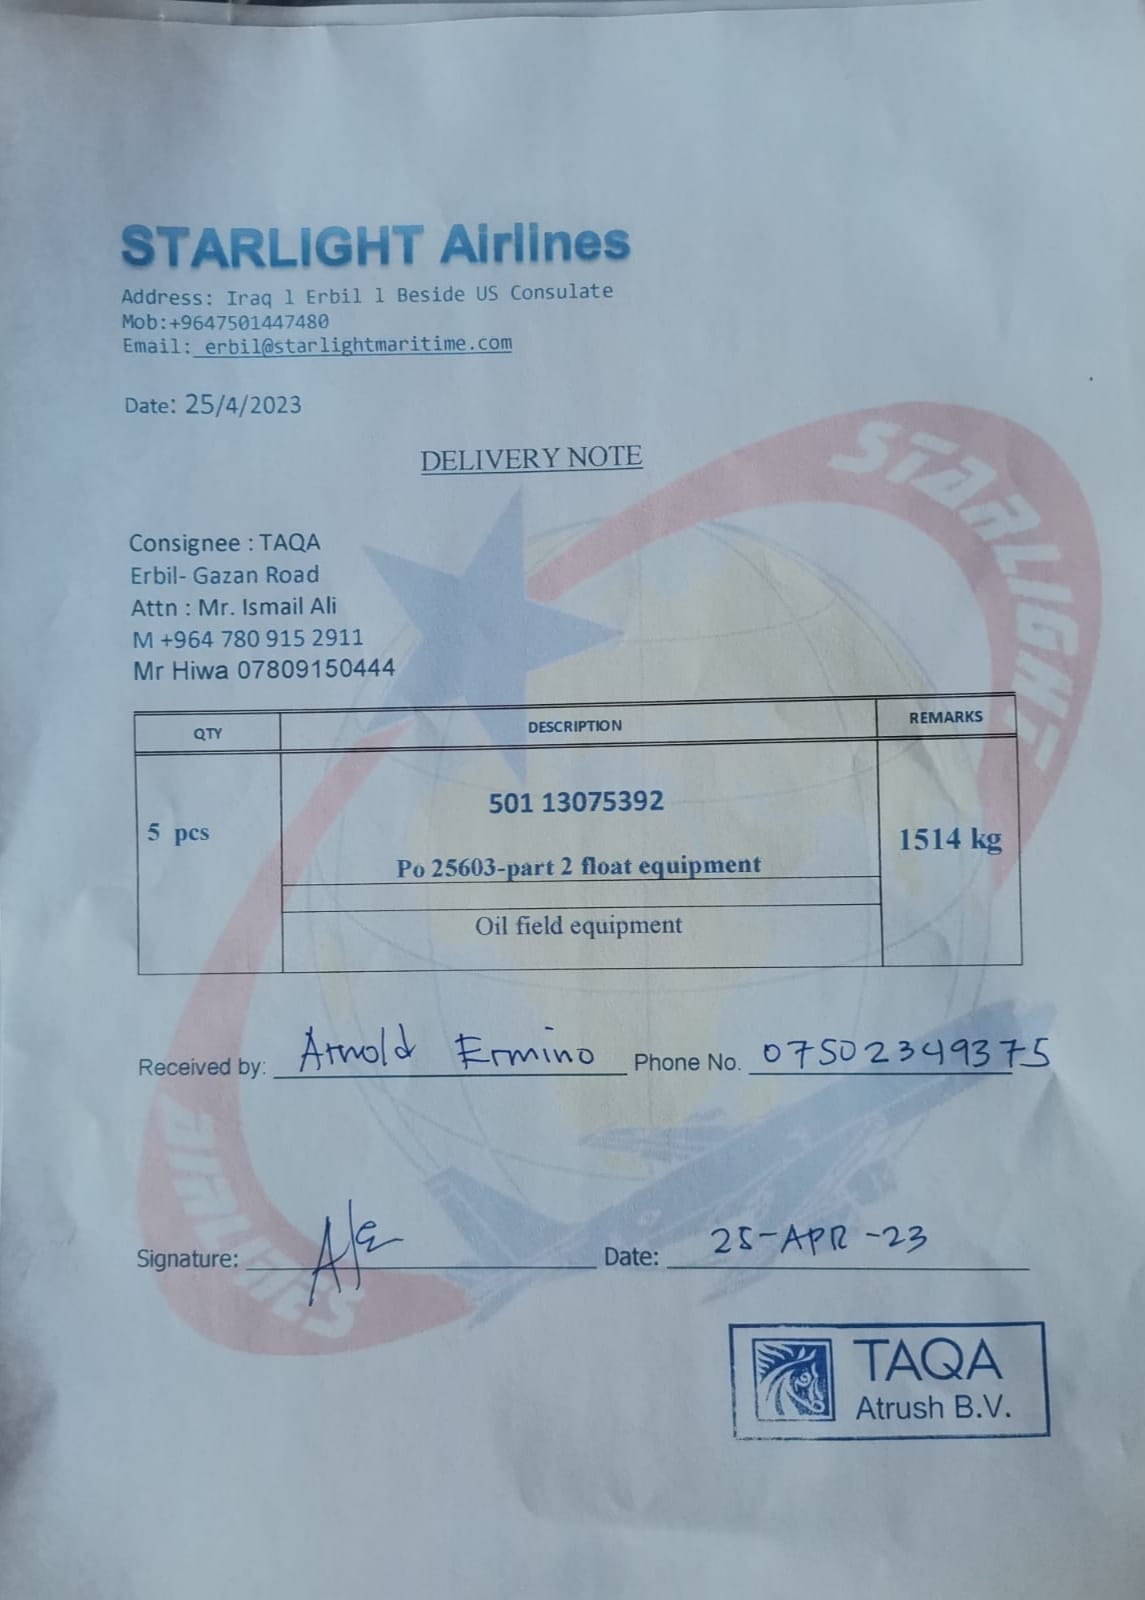 STARLIGHT Airlines
Address: Iraq l Erbil l Beside US Consulate
Mob:+9647501447480
Email: erbil@starlightmaritime.com
Date: 25/4/2023
DELIVERY NOTE
STARLIGHT
Consignee : TAQA
Erbil- Gazan Road
Attn : Mr. Ismail Ali
M +964 780 915 2911
Mr Hiwa 07809150444
QTY DESCRIPTION REMARKS
501 13075392
5 pcs 1514 kg
Po 25603-part 2 float equipment
Oil field equipment
Received by: Arnold Ermino Phone No. 07502349375
AIRLINES
Signature: Date: 25-APR-23
TAQA
Atrush B.V.